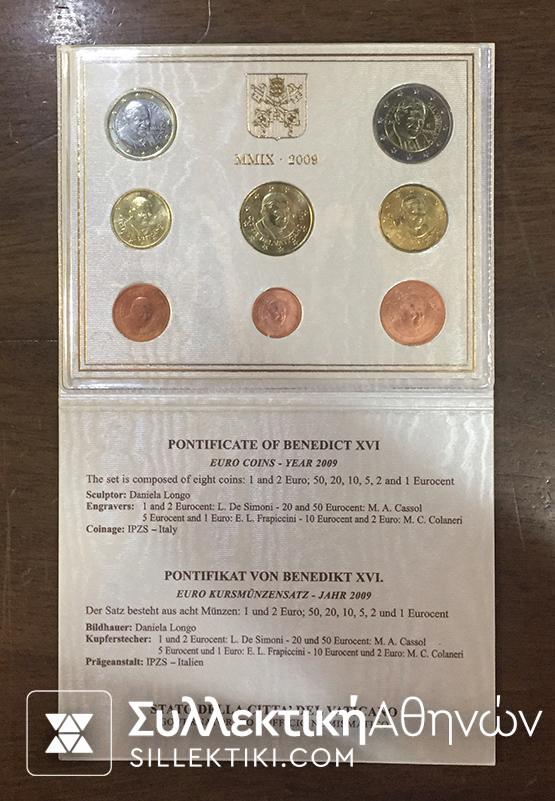 MMIX · 2009
PONTIFICATE OF BENEDICT XVI
EURO COINS - YEAR 2009
The set is composed of eight coins: 1 and 2 Euro; 50, 20, 10, 5, 2 and 1 Eurocent
Sculptor: Daniela Longo
Engravers: 1 and 2 Eurocent: L. De Simoni - 20 and 50 Eurocent: M. A. Cassol
5 Eurocent and 1 Euro: E. L. Frapiccini - 10 Eurocent and 2 Euro: M. C. Colaneri
Coinage: IPZS – Italy
PONTIFIKAT VON BENEDIKT XVI.
EURO KURSMÜNZENSATZ - JAHR 2009
Der Satz besteht aus acht Münzen: 1 und 2 Euro; 50, 20, 10, 5, 2 und 1 Eurocent
Bildhauer: Daniela Longo
Kupferstecher: 1 und 2 Eurocent: L. De Simoni - 20 und 50 Eurocent: M. A. Cassol
5 Eurocent und 1 Euro: E. L. Frapiccini - 10 Eurocent und 2 Euro: M. C. Colaneri
Prägeanstalt: IPZS – Italien
STATO DELLA CITTA' DEL VATICANO
ΣυλλεκτικήΑθηνών
SILLEKTIKI.COM